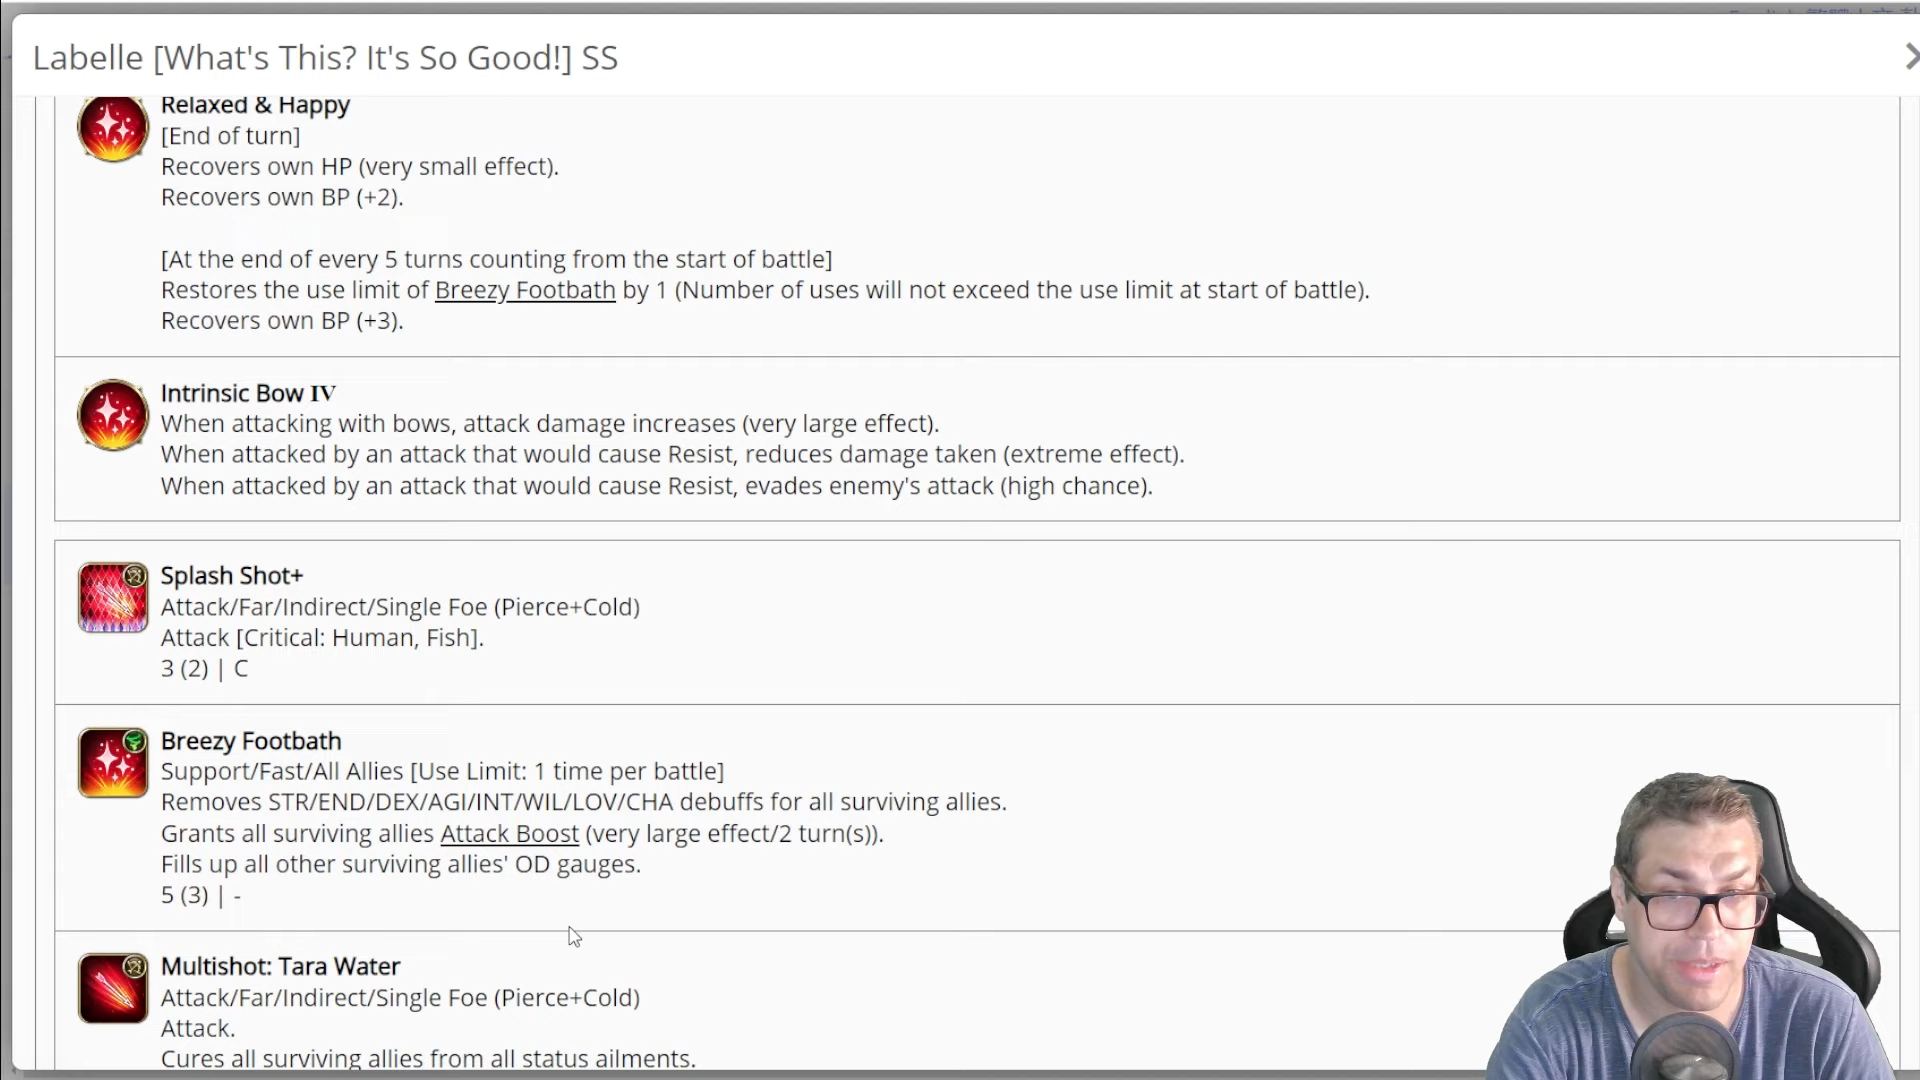 Labelle [What's This? It's So Good!] SS
Relaxed & Happy
[End of turn]
Recovers own HP (very small effect).
Recovers own BP (+2).
[At the end of every 5 turns counting from the start of battle]
Restores the use limit of Breezy Footbath by 1 (Number of uses will not exceed the use limit at start of battle).
Recovers own BP (+3).
Intrinsic Bow IV
When attacking with bows, attack damage increases (very large effect).
When attacked by an attack that would cause Resist, reduces damage taken (extreme effect).
When attacked by an attack that would cause Resist, evades enemy's attack (high chance).
Splash Shot+
Attack/Far/Indirect/Single Foe (Pierce+Cold)
Attack [Critical: Human, Fish].
3 (2) | C
Breezy Footbath
Support/Fast/All Allies [Use Limit: 1 time per battle]
Removes STR/END/DEX/AGI/INT/WIL/LOV/CHA debuffs for all surviving allies.
Grants all surviving allies Attack Boost (very large effect/2 turn(s)).
Fills up all other surviving allies' OD gauges.
5 (3) | -
Multishot: Tara Water
Attack/Far/Indirect/Single Foe (Pierce+Cold)
Attack.
Cures all surviving allies from all status ailments.